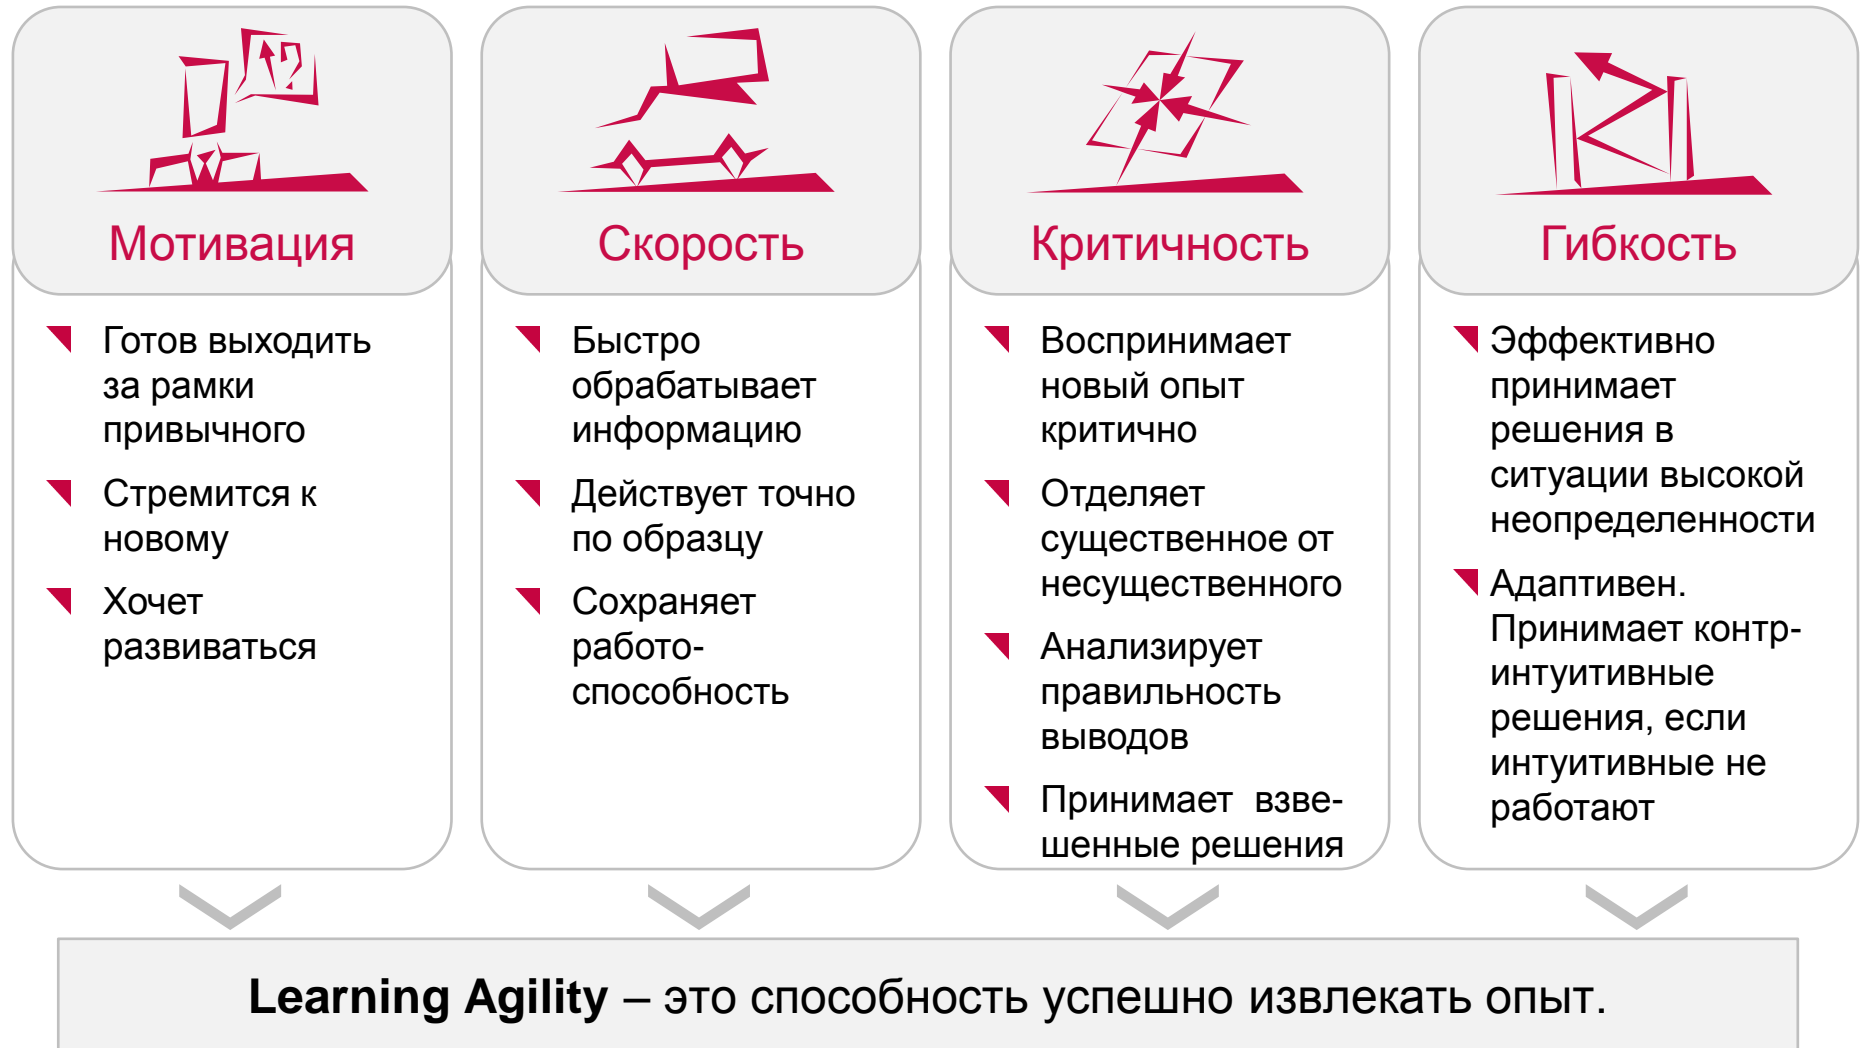 Мотивация
Готов выходить
за рамки
привычного
Стремится к
новому
Хочет
развиваться
Скорость
Быстро
обрабатывает
информацию
Действует точно
по образцу
Сохраняет
работо-
способность
Критичность
Воспринимает
новый опыт
критично
Отделяет
существенное от
несущественного
Анализирует
правильность
выводов
Принимает взве-
шенные решения
Гибкость
Эффективно
принимает
решения в
ситуации высокой
неопределенности
Адаптивен.
Принимает контр-
интуитивные
решения, если
интуитивные не
работают
Learning Agility – это способность успешно извлекать опыт.